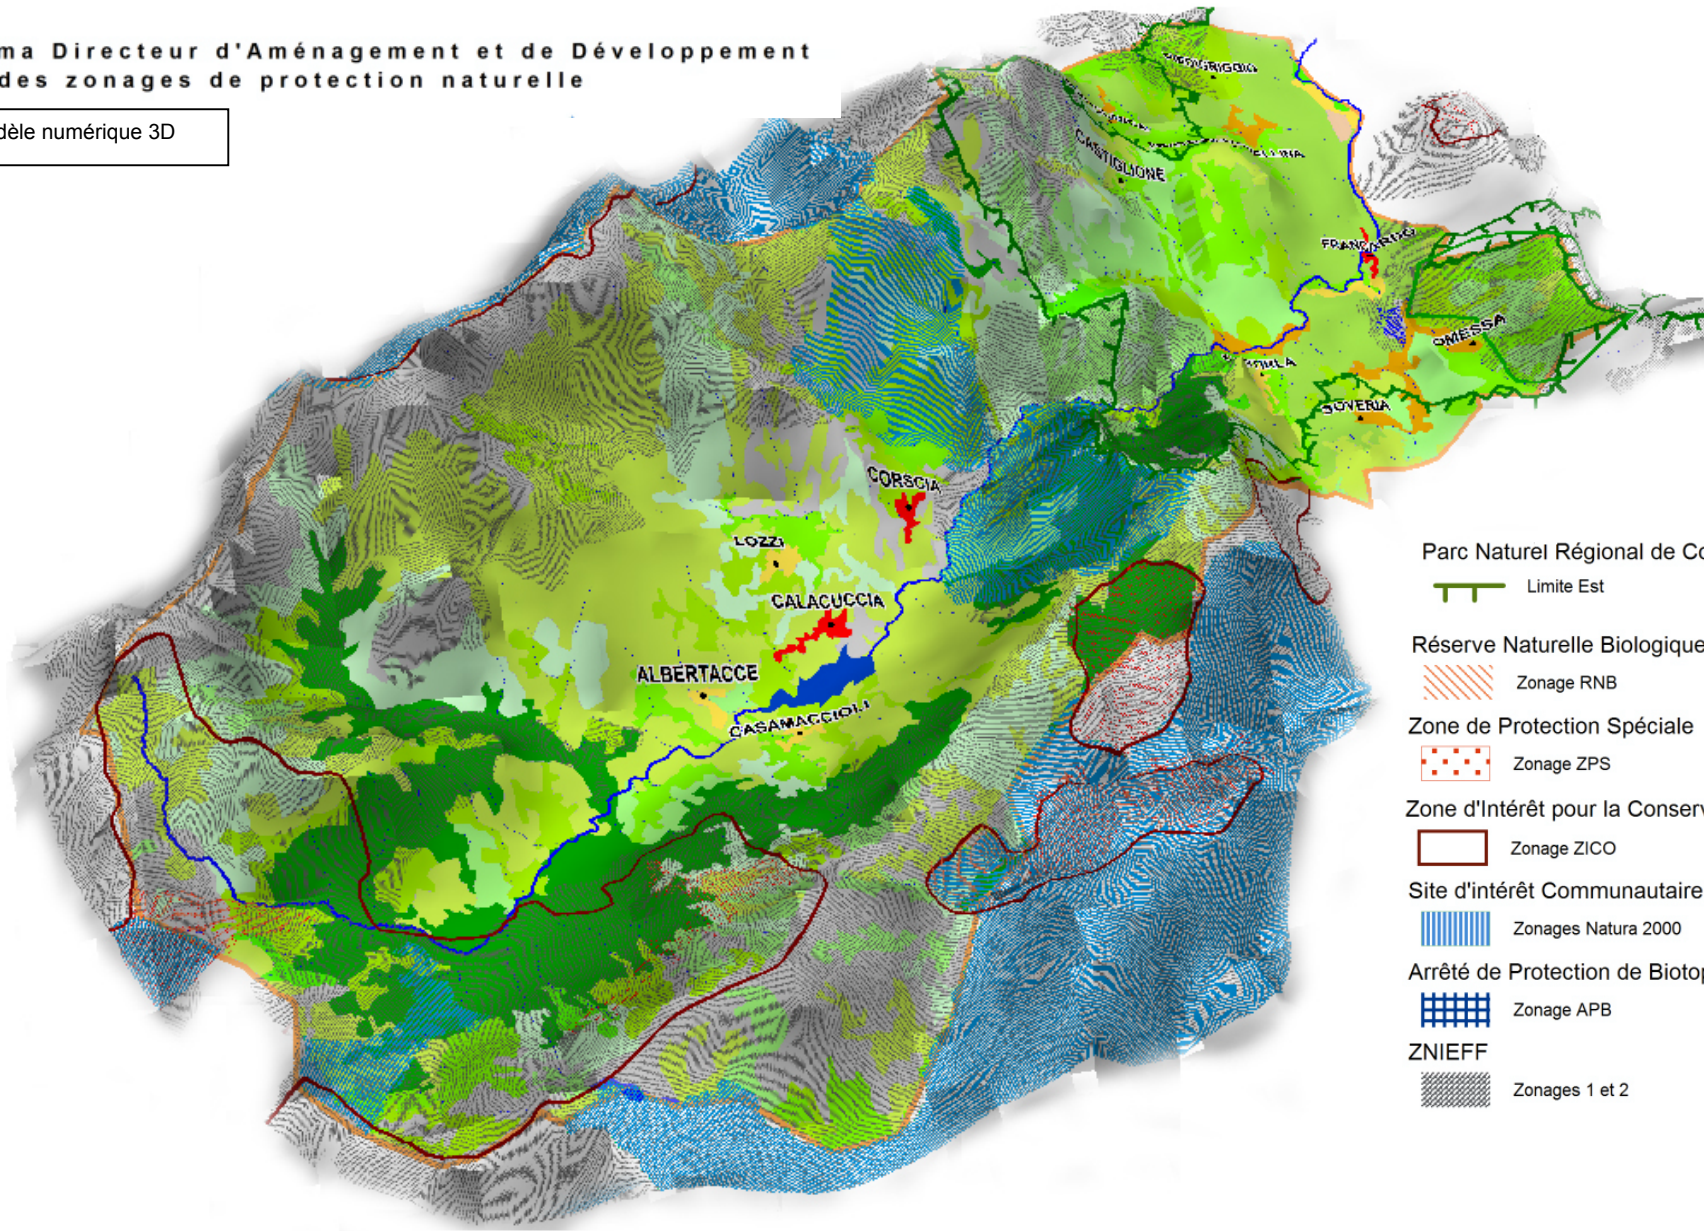 ma Directeur d'Aménagement et de Développement
des zonages de protection naturelle
dèle numérique 3D
CASTIGLIONE
OMESSA
SOVERIA
CORSCIA
LOZZI
CALACUCCIA
ALBERTACCE
CASAMACCIOLI
Parc Naturel Régional de Co
Limite Est
Réserve Naturelle Biologique
Zonage RNB
Zone de Protection Spéciale
Zonage ZPS
Zone d'Intérêt pour la Conserv
Zonage ZICO
Site d'intérêt Communautaire
Zonages Natura 2000
Arrêté de Protection de Biotop
Zonage APB
ZNIEFF
Zonages 1 et 2